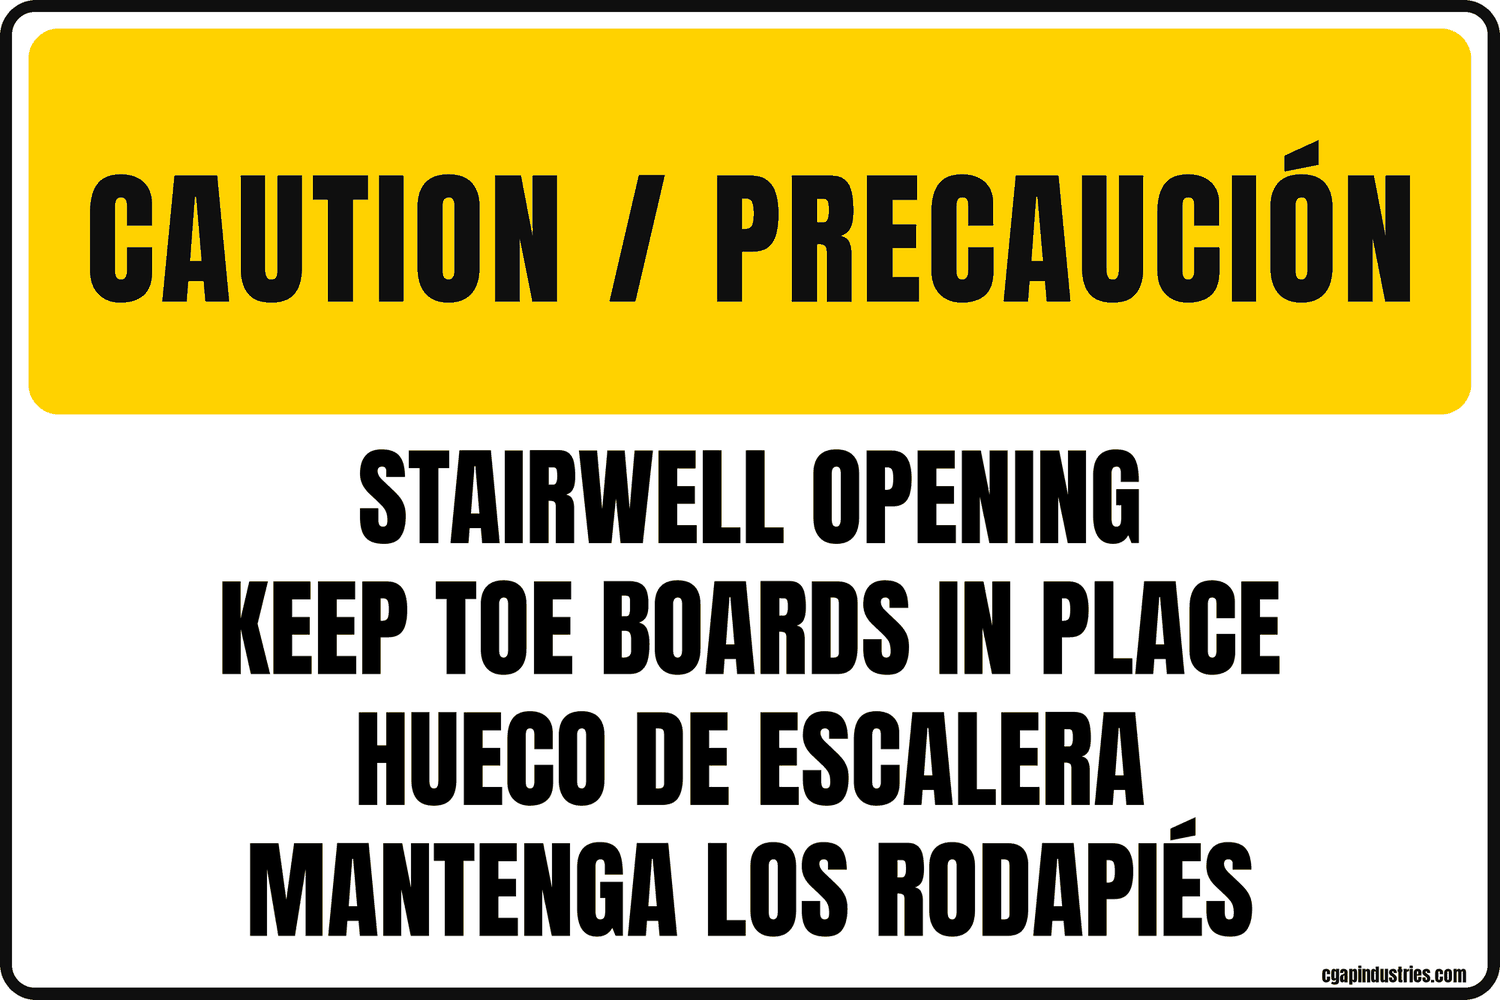 CAUTION / PRECAUCIÓN
STAIRWELL OPENING
KEEP TOE BOARDS IN PLACE
HUECO DE ESCALERA
MANTENGA LOS RODAPIÉS
cgapindustries.com